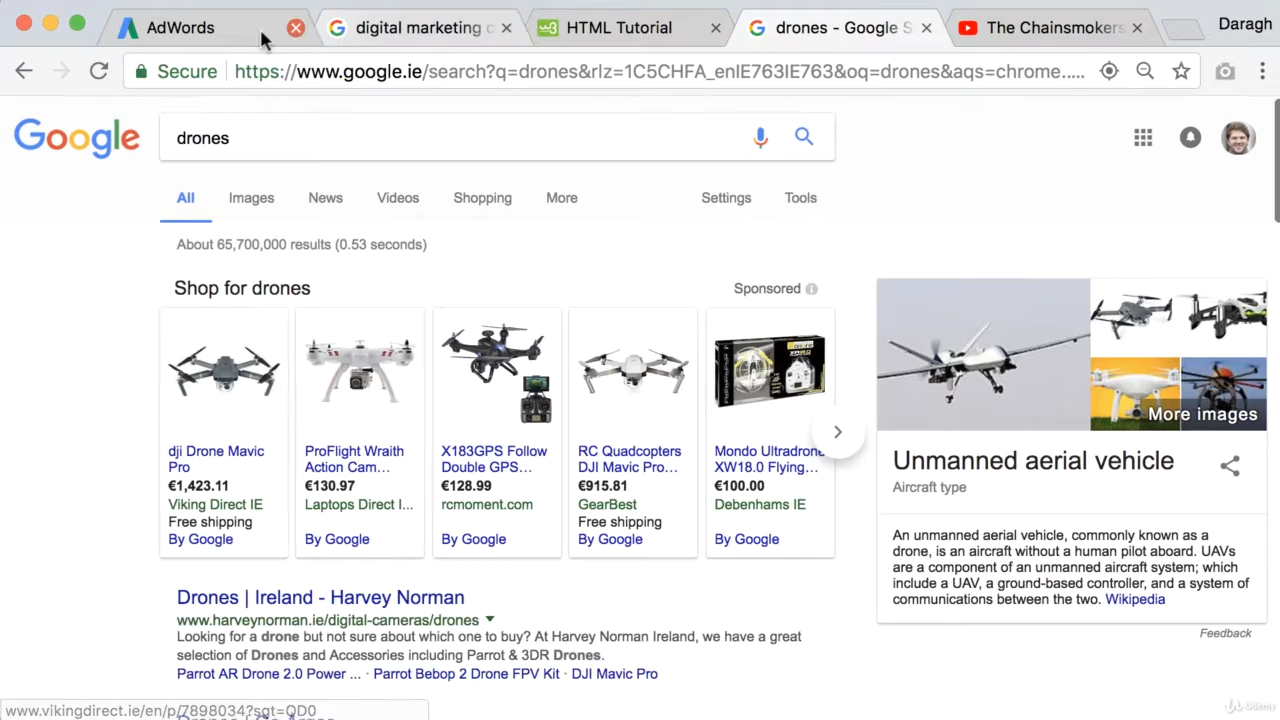 AdWords
digital marketing c
HTML Tutorial
drones - Google S
The Chainsmokers
Daragh
Secure
https://www.google.ie/search?q=drones&rlz=1C5CHFA_enIE763IE763&oq=drones&aqs=chrome.....
Google
drones
All
Images
News
Videos
Shopping
More
Settings
Tools
About 65,700,000 results (0.53 seconds)
Shop for drones
Sponsored
dji Drone Mavic
Pro
€1,423.11
Viking Direct IE
Free shipping
By Google
ProFlight Wraith
Action Cam...
€130.97
Laptops Direct I...
By Google
X183GPS Follow
Double GPS...
€128.99
rcmoment.com
By Google
RC Quadcopters
DJI Mavic Pro...
€915.81
GearBest
Free shipping
By Google
Mondo Ultradrone
XW18.0 Flying...
€100.00
Debenhams IE
By Google
More images
Unmanned aerial vehicle
Aircraft type
An unmanned aerial vehicle, commonly known as a
drone, is an aircraft without a human pilot aboard. UAVs
are a component of an unmanned aircraft system; which
include a UAV, a ground-based controller, and a system of
communications between the two. Wikipedia
Feedback
Drones | Ireland - Harvey Norman
www.harveynorman.ie/digital-cameras/drones
Looking for a drone but not sure about which one to buy? At Harvey Norman Ireland, we have a great
selection of Drones and Accessories including Parrot & 3DR Drones.
Parrot AR Drone 2.0 Power ... · Parrot Bebop 2 Drone FPV Kit · DJI Mavic Pro
www.vikingdirect.ie/en/p/7898034?sgt=QD0
Udemy